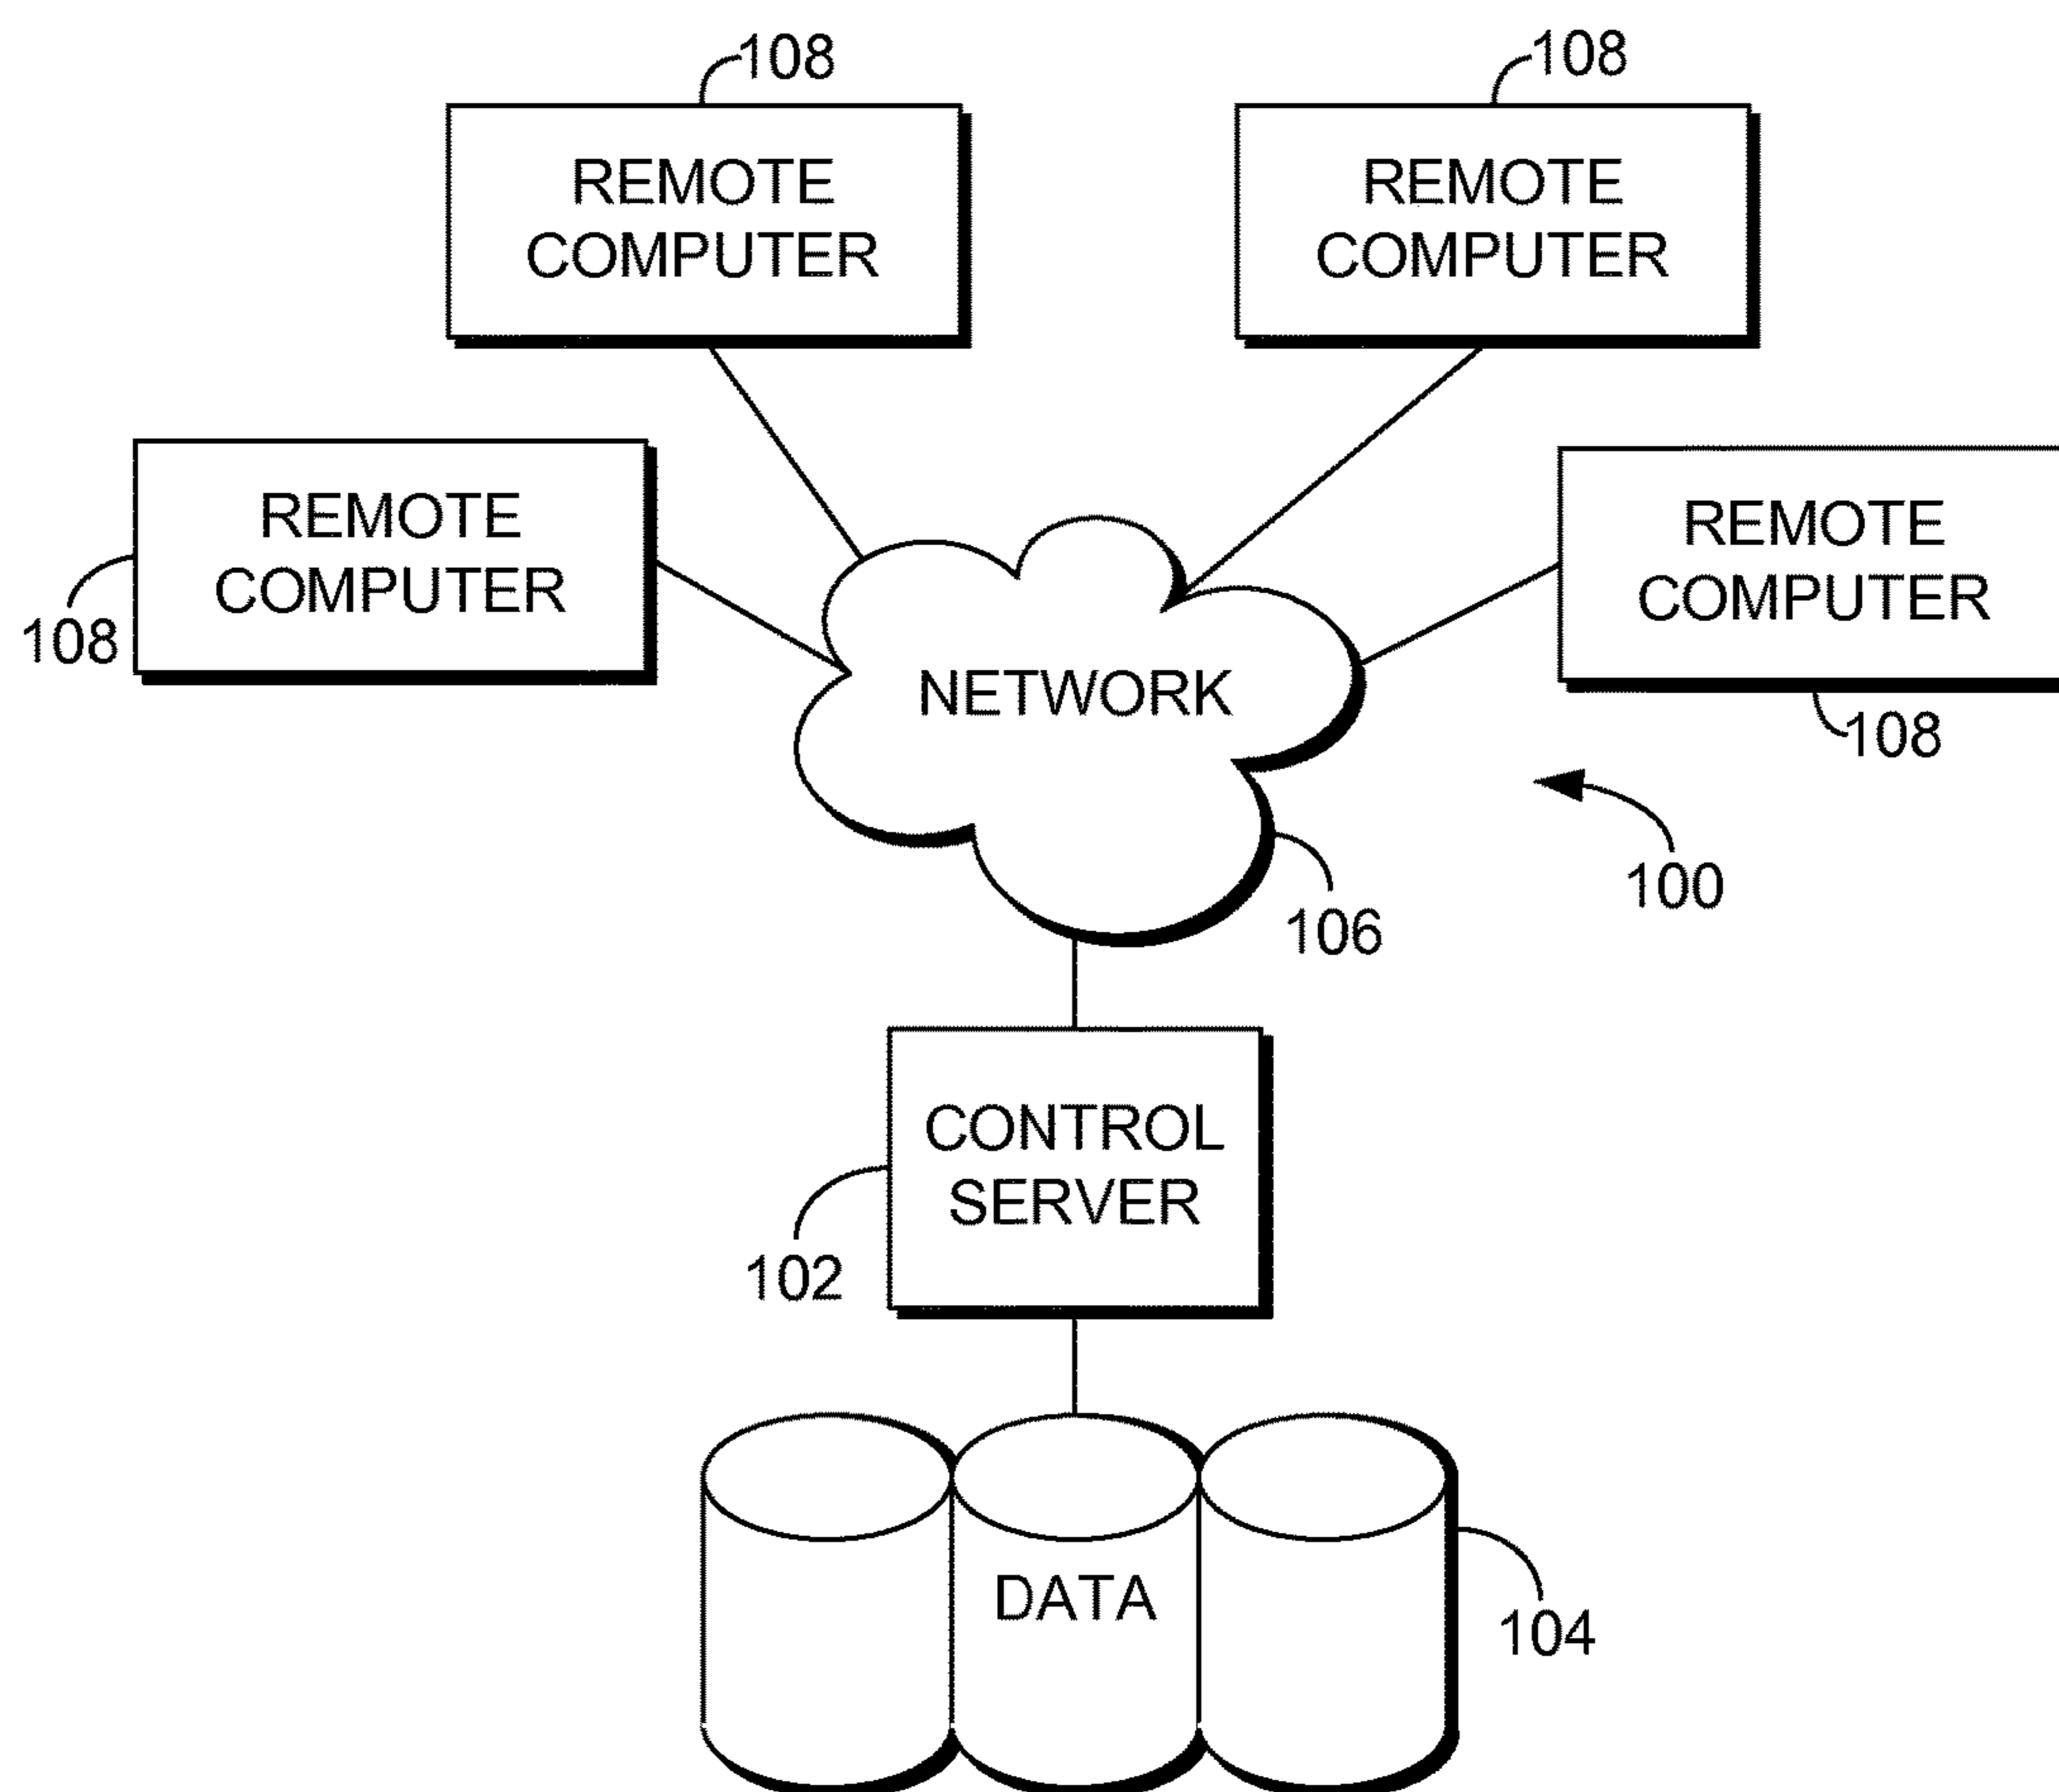 108
108
REMOTE
COMPUTER
REMOTE
COMPUTER
REMOTE
COMPUTER
108
REMOTE
COMPUTER
108
NETWORK
100
106
CONTROL
SERVER
102
DATA
104